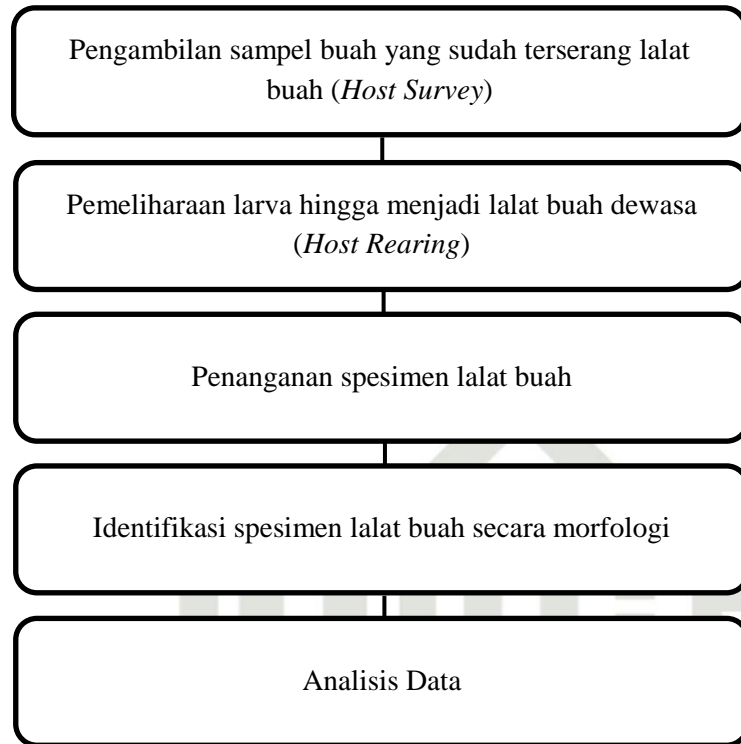 Pengambilan sampel buah yang sudah terserang lalat
buah (Host Survey)
Pemeliharaan larva hingga menjadi lalat buah dewasa
(Host Rearing)
Penanganan spesimen lalat buah
Identifikasi spesimen lalat buah secara morfologi
Analisis Data